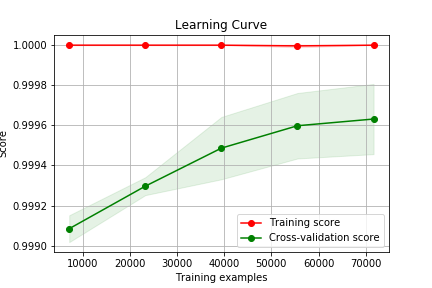 Learning Curve
1.0000
0.9998
0.9996
0.9994
0.9992
0.9990
Score
Training score
Cross-validation score
10000 20000 30000 40000 50000 60000 70000
Training examples